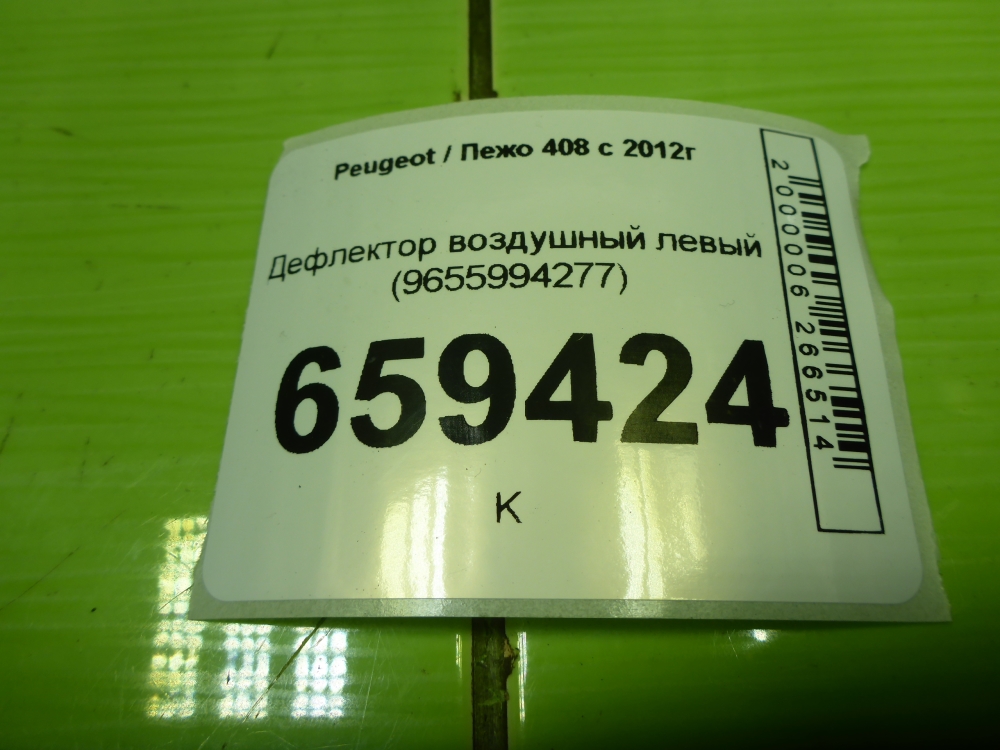 Peugeot / Пежо 408 с 2012г
Дефлектор воздушный левый
(9655994277)
659424
К
2000006266514